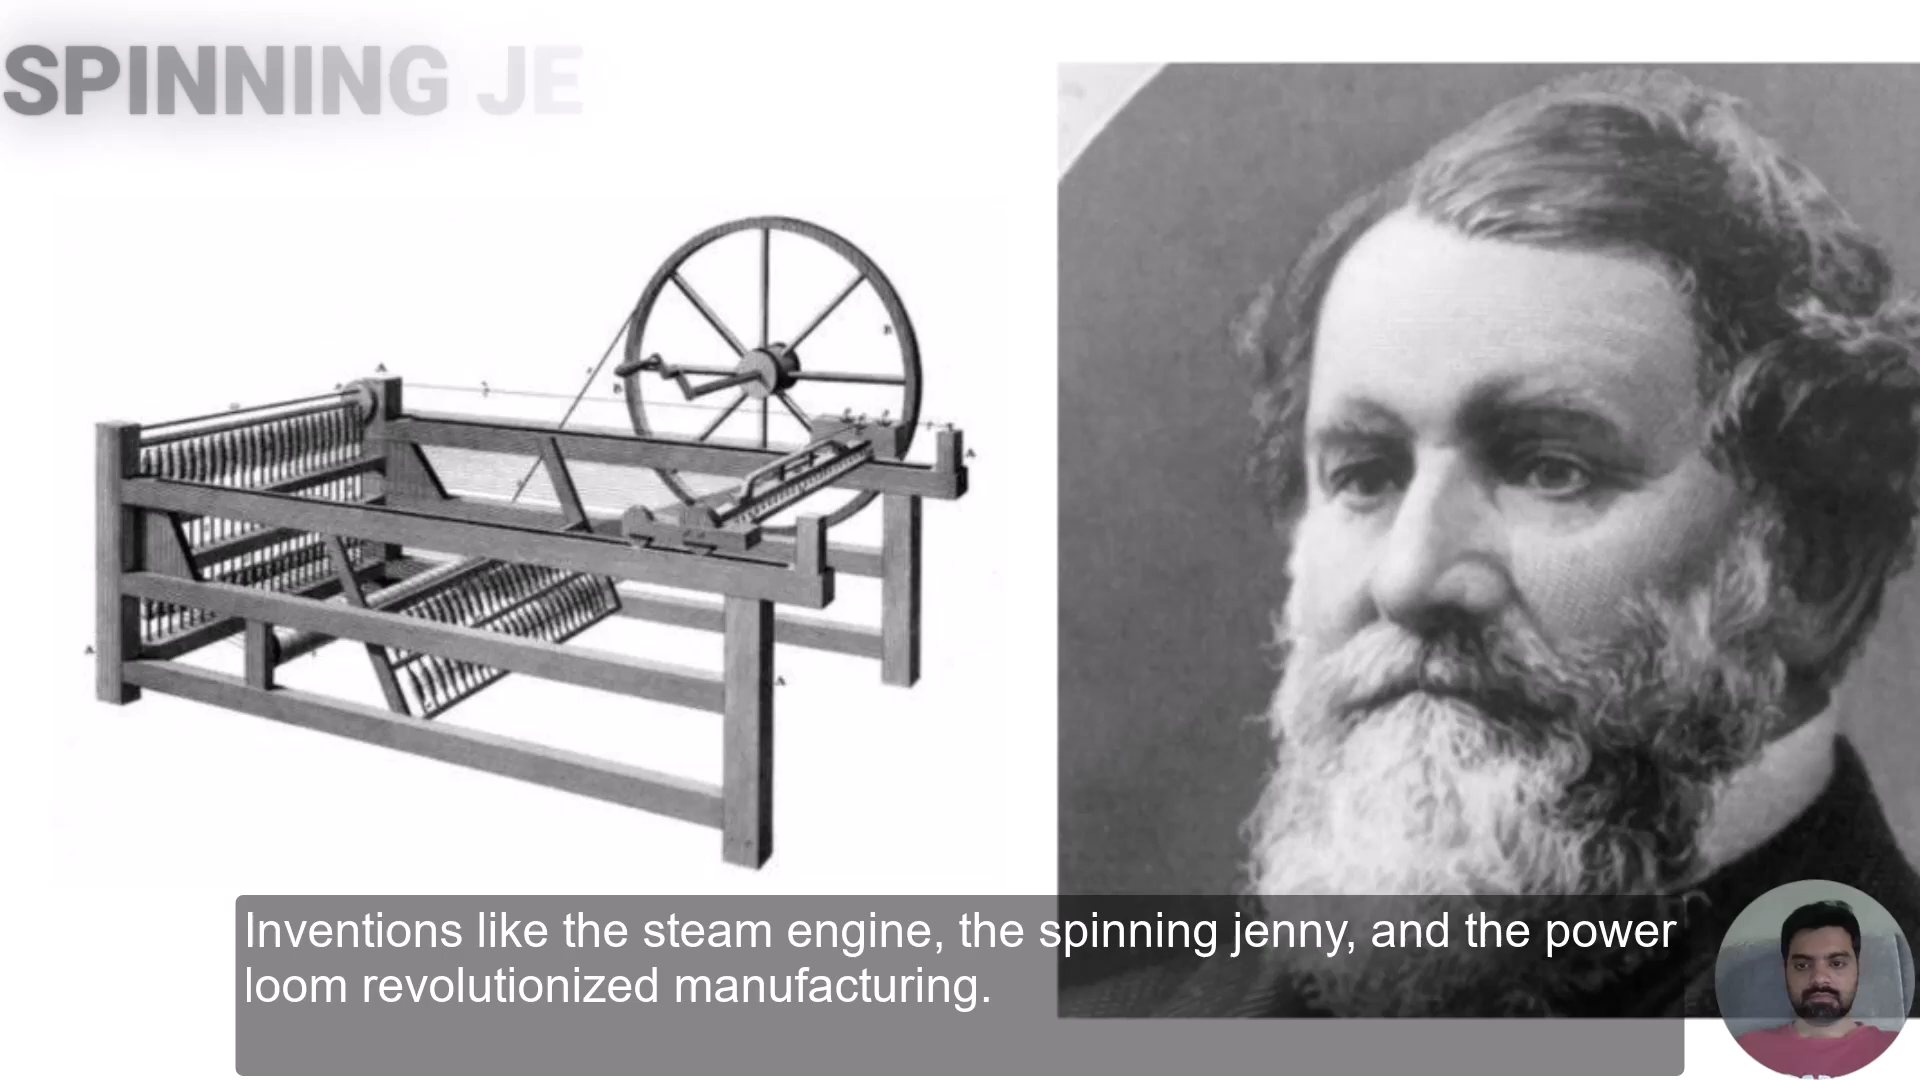 SPINNING JE
Inventions like the steam engine, the spinning jenny, and the power
loom revolutionized manufacturing.